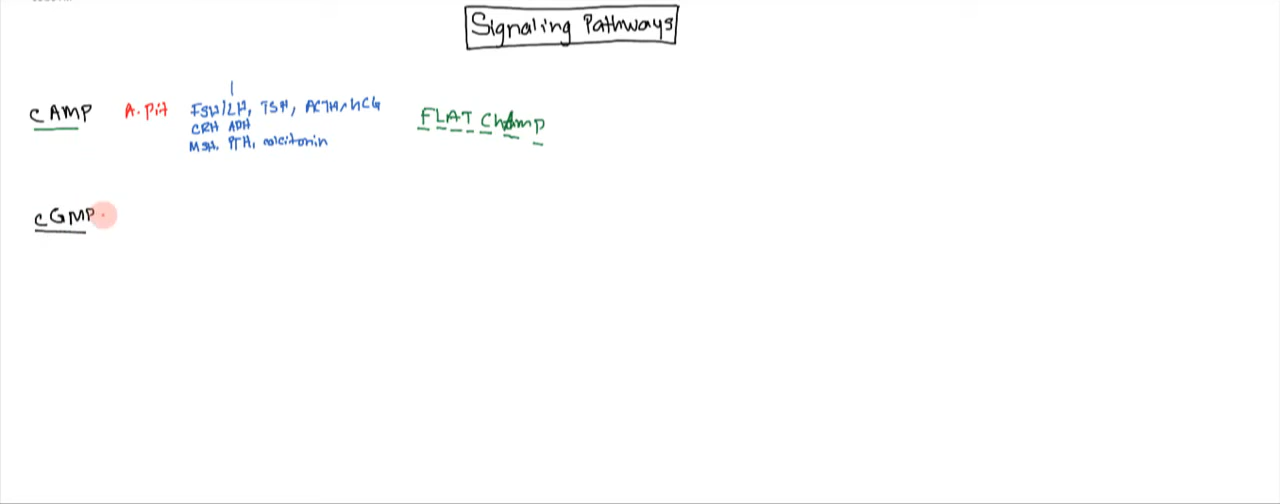 Signaling Pathways
cAMP A. Pit FSH/LH, TSH, ACTH, hCG FLAT ChAmp
CRH ADH
MSH, PTH, calcitonin
cGMP